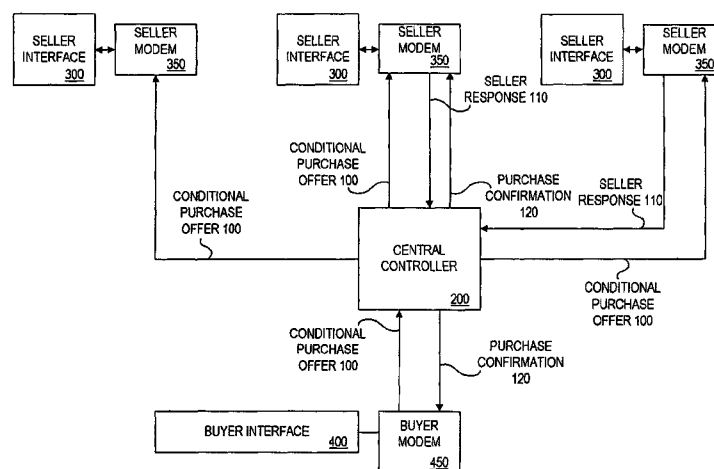 SELLER
INTERFACE
300
SELLER
MODEM
350
SELLER
INTERFACE
300
SELLER
MODEM
350
SELLER
INTERFACE
300
SELLER
MODEM
350
SELLER
RESPONSE 110
CONDITIONAL
PURCHASE
OFFER 100
CONDITIONAL
PURCHASE
OFFER 100
PURCHASE
CONFIRMATION
120
SELLER
RESPONSE 110
CENTRAL
CONTROLLER
200
CONDITIONAL
PURCHASE
OFFER 100
CONDITIONAL
PURCHASE
OFFER 100
PURCHASE
CONFIRMATION
120
BUYER INTERFACE
400
BUYER
MODEM
450